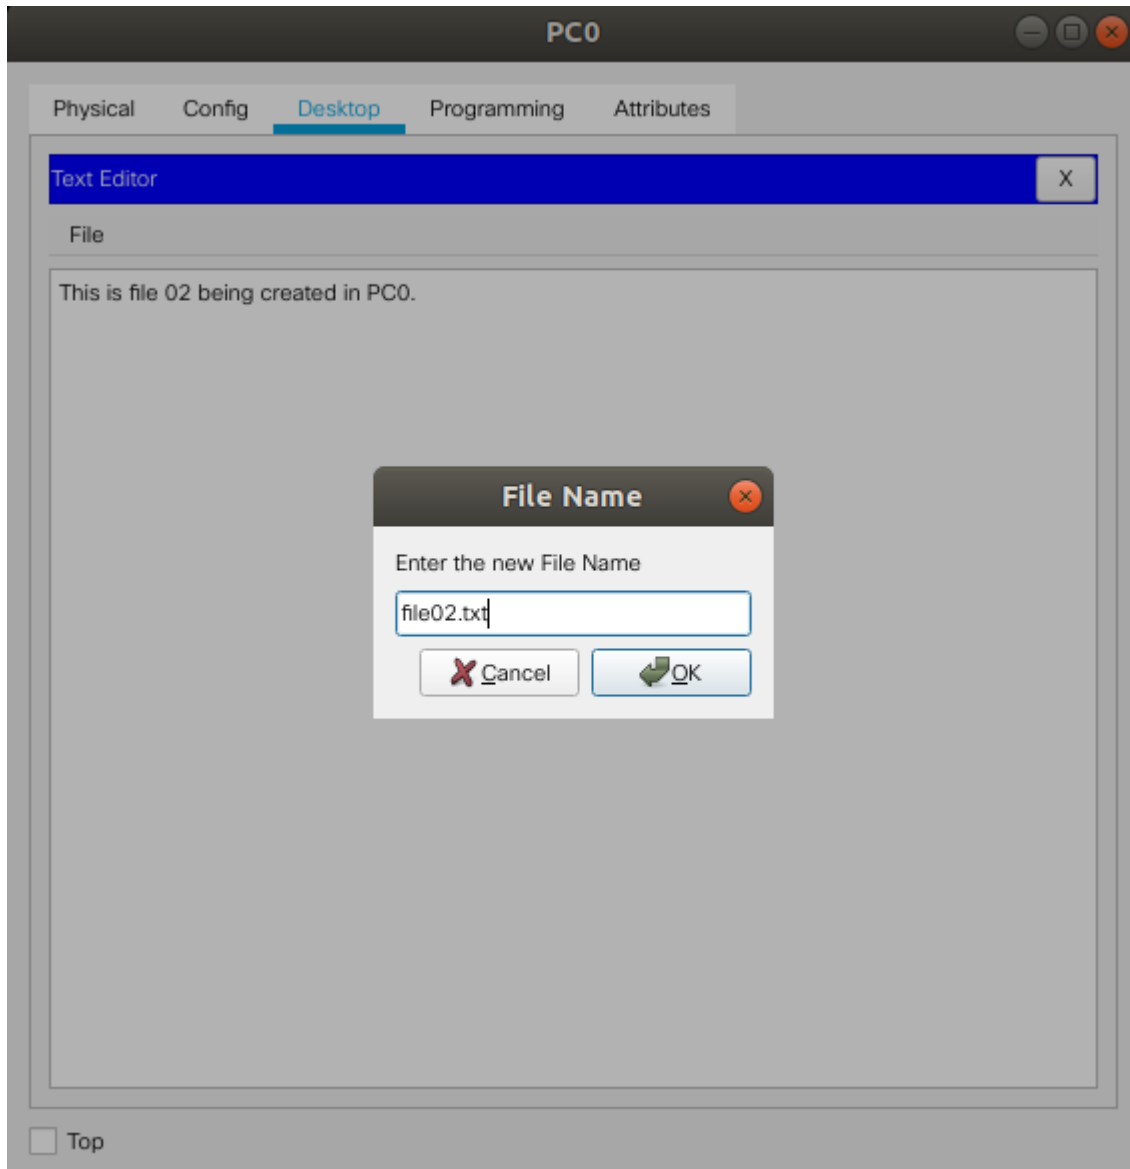 PC0
Physical Config Desktop Programming Attributes
Text Editor X
File
This is file 02 being created in PC0.
File Name
Enter the new File Name
file02.txt
Cancel OK
Top